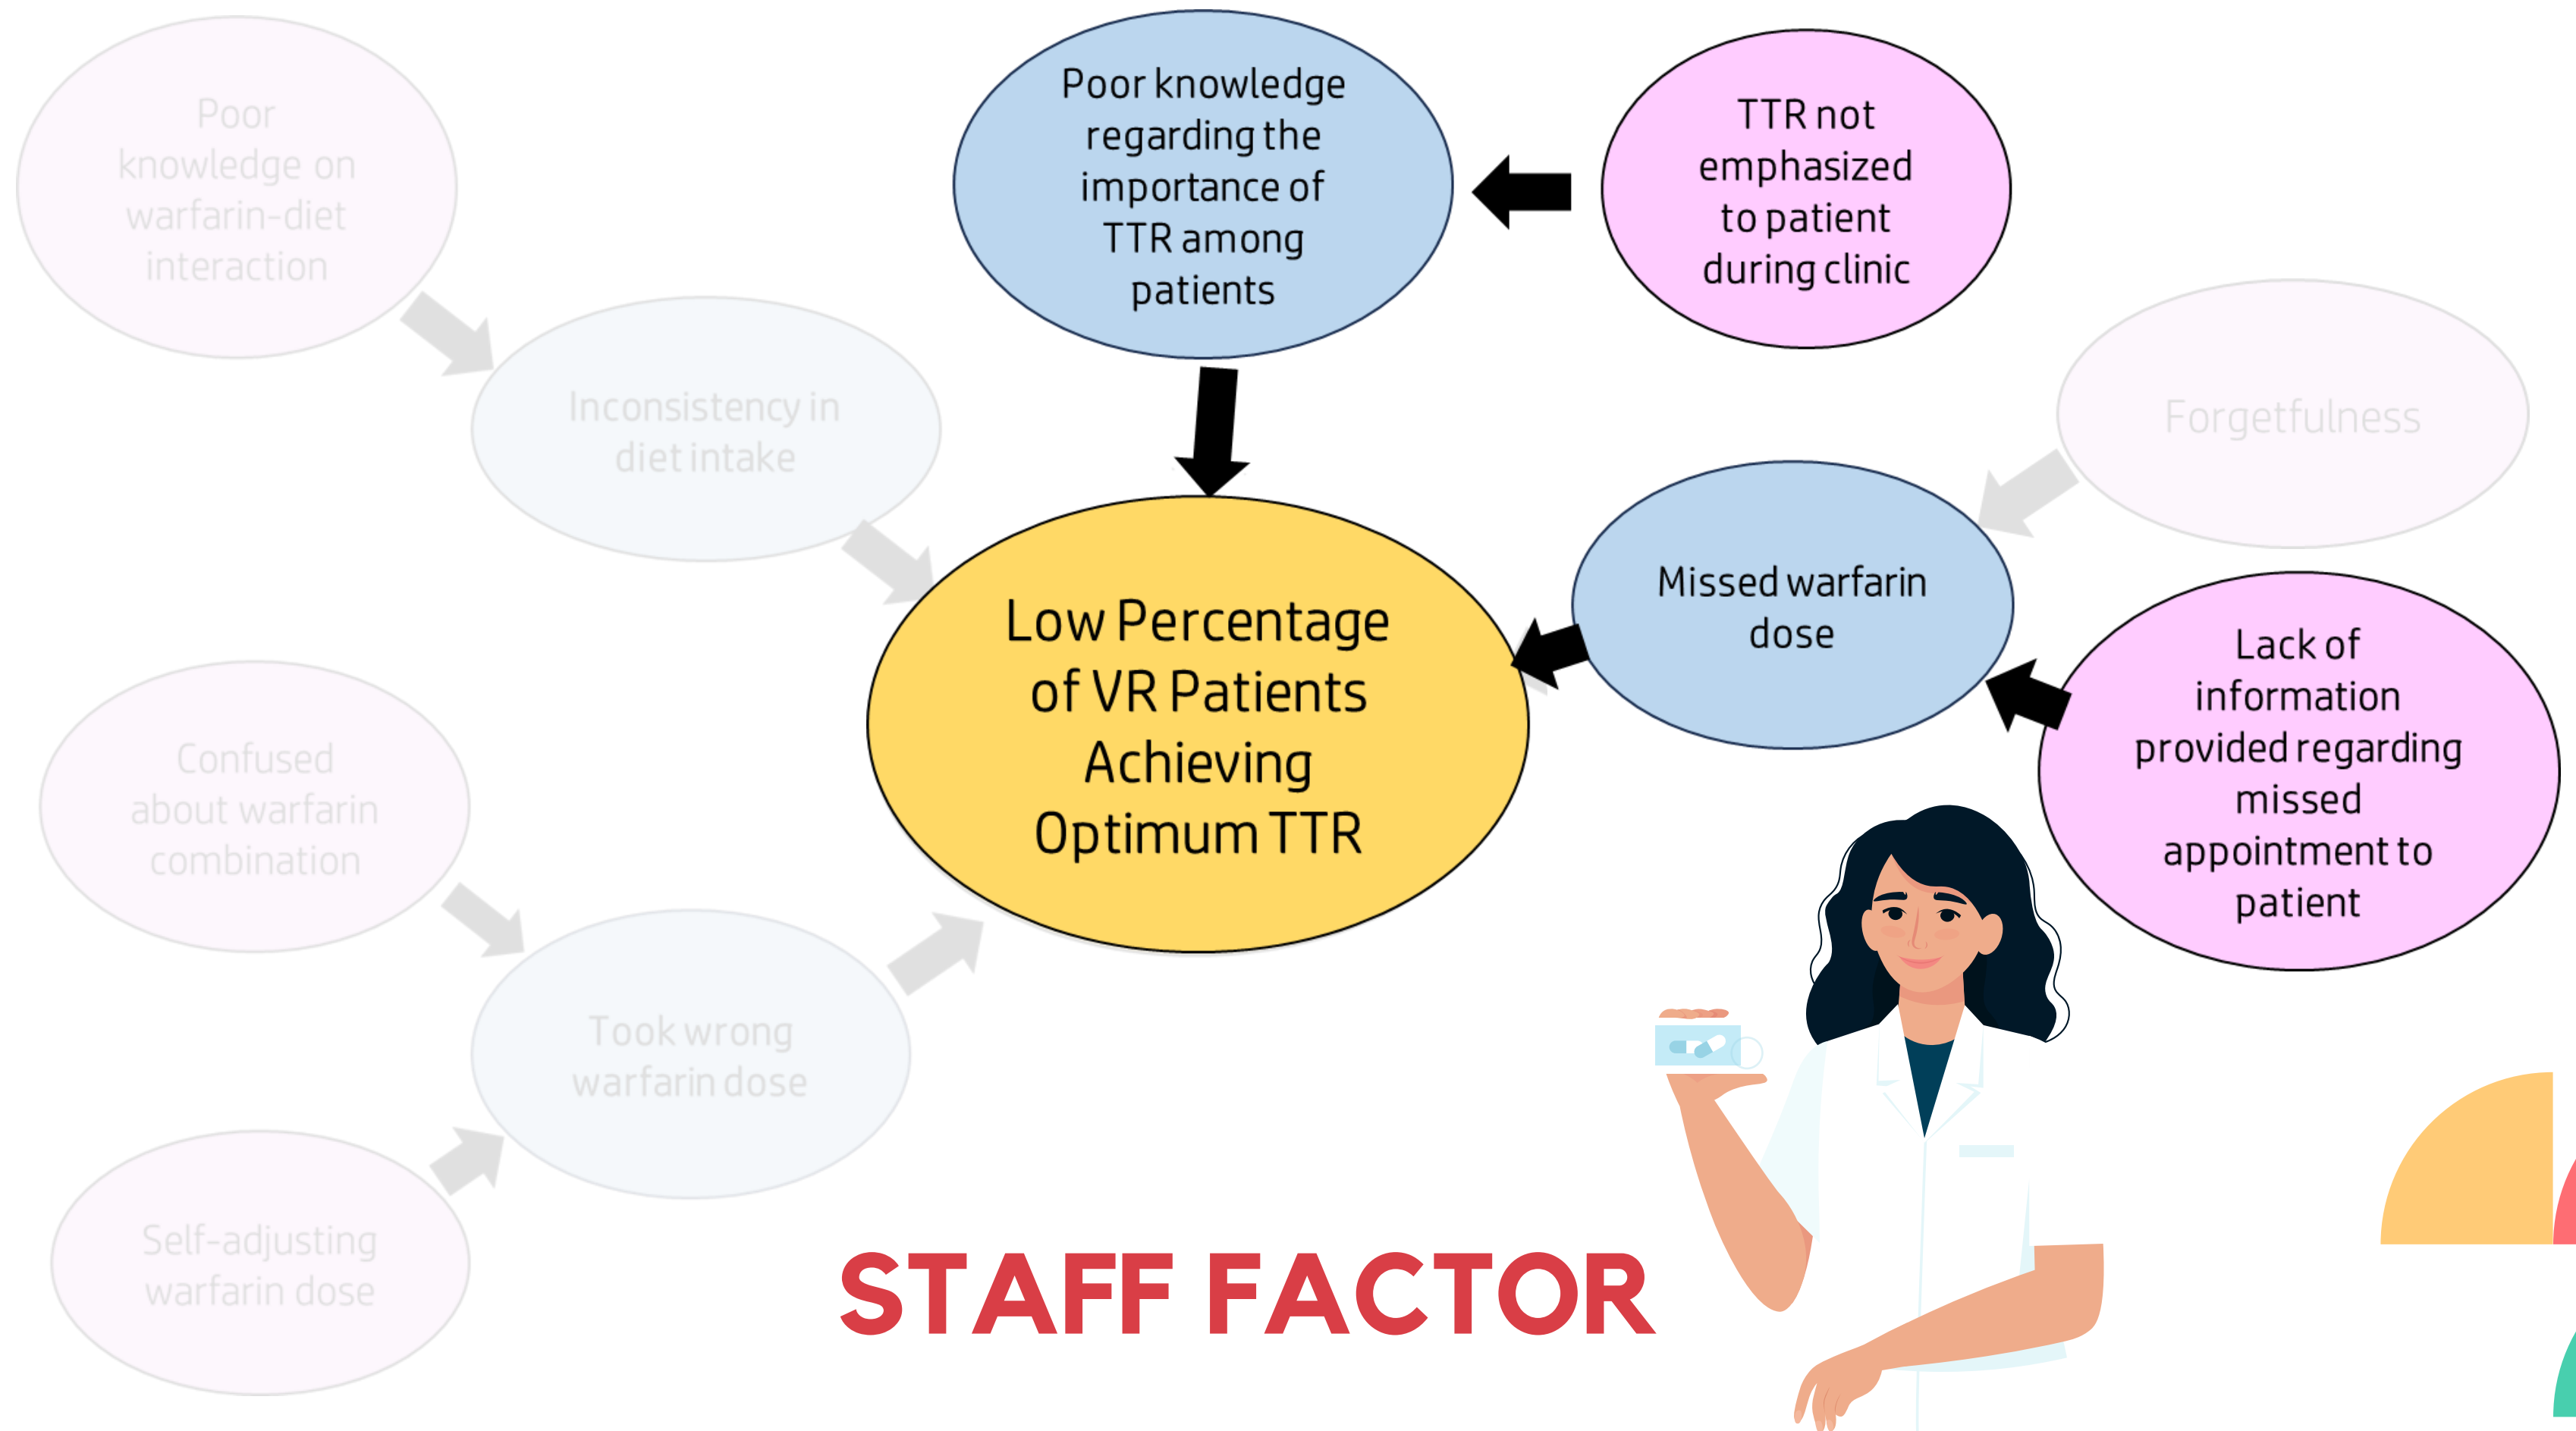 Poor
knowledge on
warfarin-diet
interaction
Inconsistency in
diet intake
Poor knowledge
regarding the
importance of
TTR among
patients
TTR not
emphasized
to patient
during clinic
Forgetfulness
Missed warfarin
dose
Lack of
information
provided regarding
missed
appointment to
patient
Low Percentage
of VR Patients
Achieving
Optimum TTR
Confused
about warfarin
combination
Took wrong
warfarin dose
Self-adjusting
warfarin dose
STAFF FACTOR